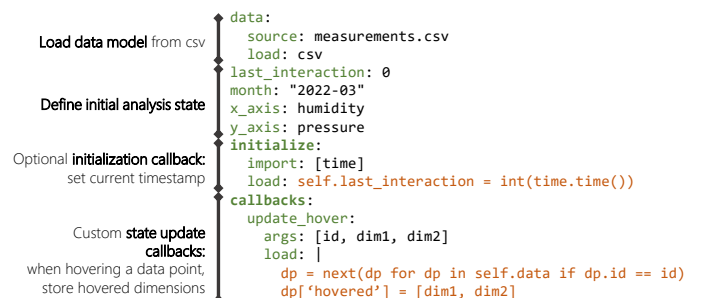 data:
Load data model from csv
source: measurements.csv
load: csv
last_interaction: 0
month: "2022-03"
Define initial analysis state
x_axis: humidity
y_axis: pressure
initialize:
Optional initialization callback:
import: [time]
set current timestamp
load: self.last_interaction = int(time.time())
callbacks:
update_hover:
Custom state update
args: [id, dim1, dim2]
callbacks:
load: |
when hovering a data point,
dp = next(dp for dp in self.data if dp.id == id)
store hovered dimensions
dp[‘hovered’] = [dim1, dim2]